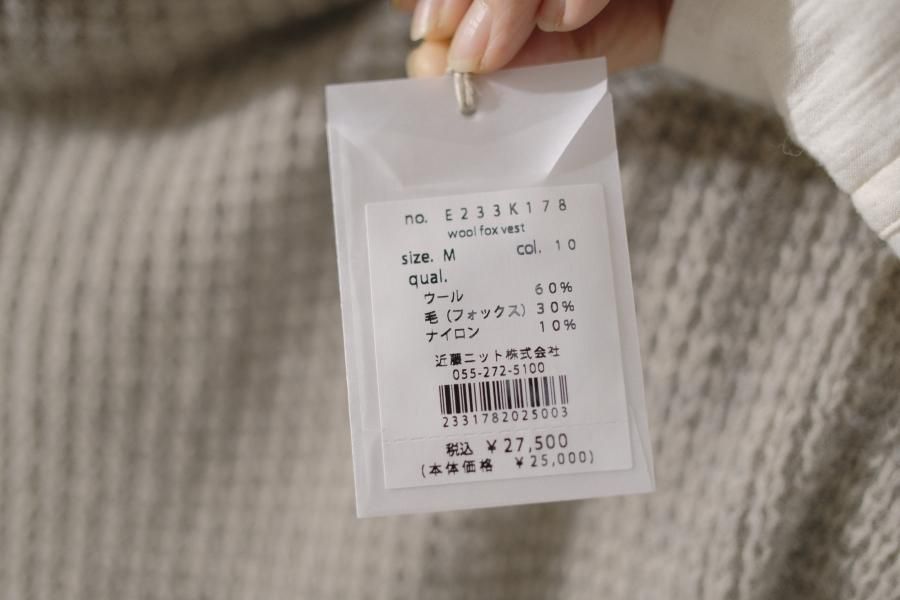 no. E233K178
wool fox vest
size. M col. 10
qual.
ウール 60%
毛（フォックス） 30%
ナイロン 10%
近藤ニット株式会社
055-272-5100
2331782025003
税込 ￥27,500
(本体価格 ￥25,000)